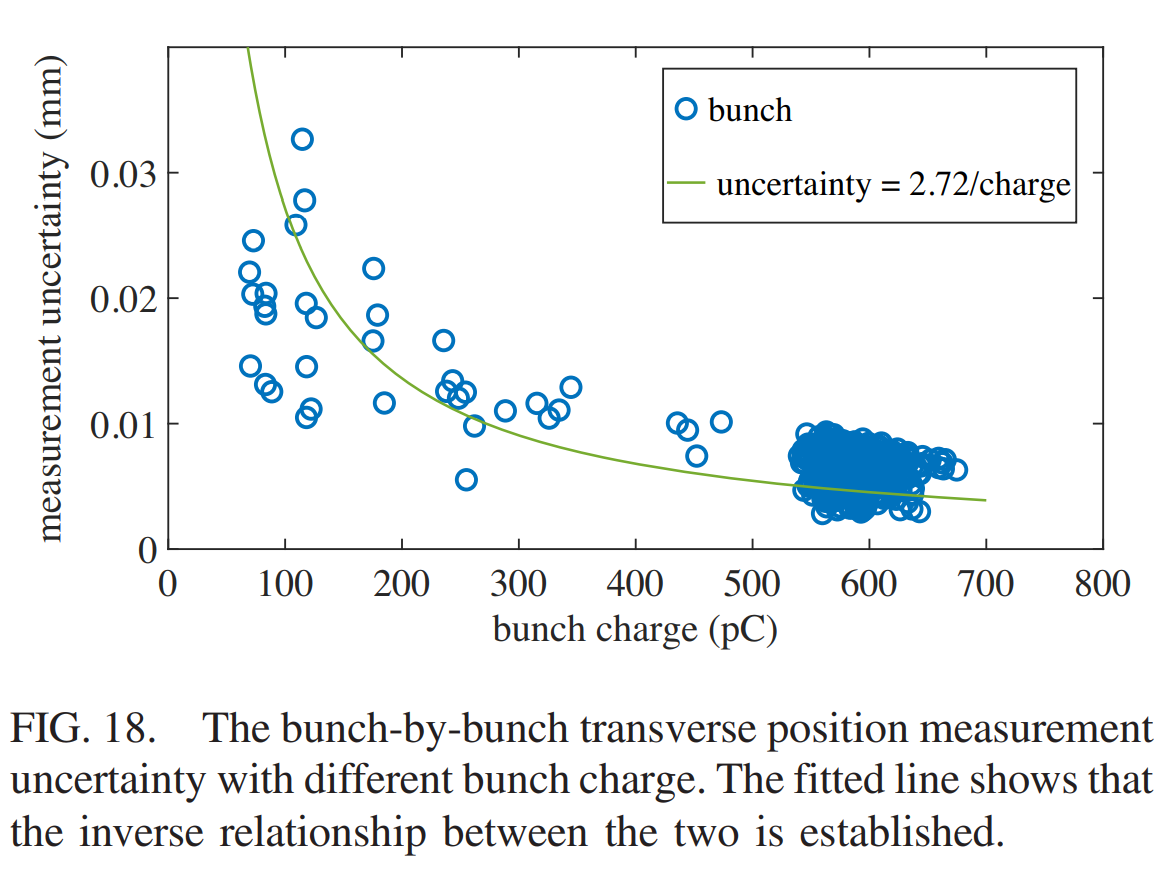 measurement uncertainty (mm)
0.03
0.02
0.01
0
0 100 200 300 400 500 600 700 800
bunch charge (pC)
bunch
uncertainty = 2.72/charge
FIG. 18. The bunch-by-bunch transverse position measurement
uncertainty with different bunch charge. The fitted line shows that
the inverse relationship between the two is established.